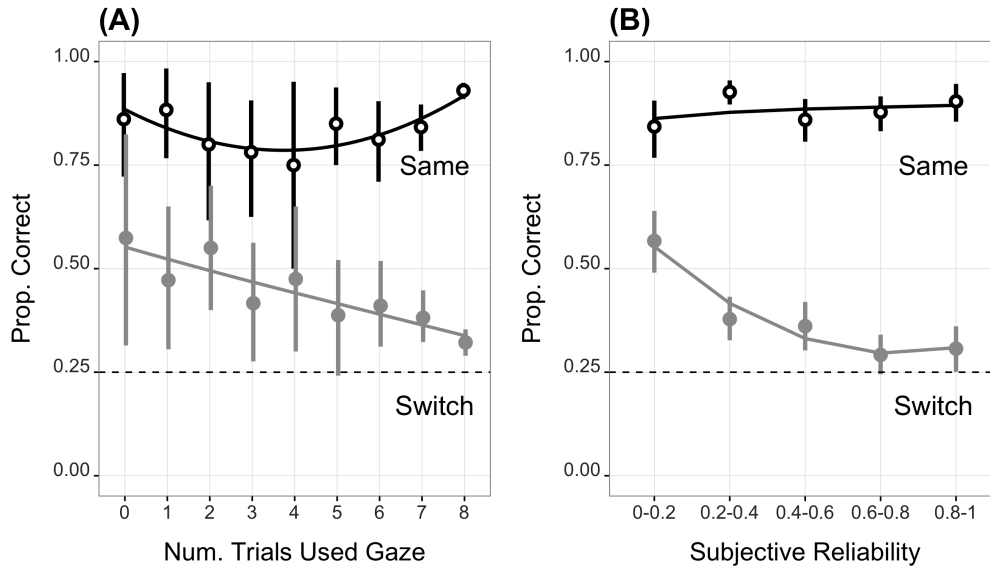 (A)
Prop. Correct
1.00
0.75
0.50
0.25
0.00
Same
Switch
0 1 2 3 4 5 6 7 8
Num. Trials Used Gaze
(B)
Prop. Correct
1.00
0.75
0.50
0.25
0.00
Same
Switch
0-0.2 0.2-0.4 0.4-0.6 0.6-0.8 0.8-1
Subjective Reliability